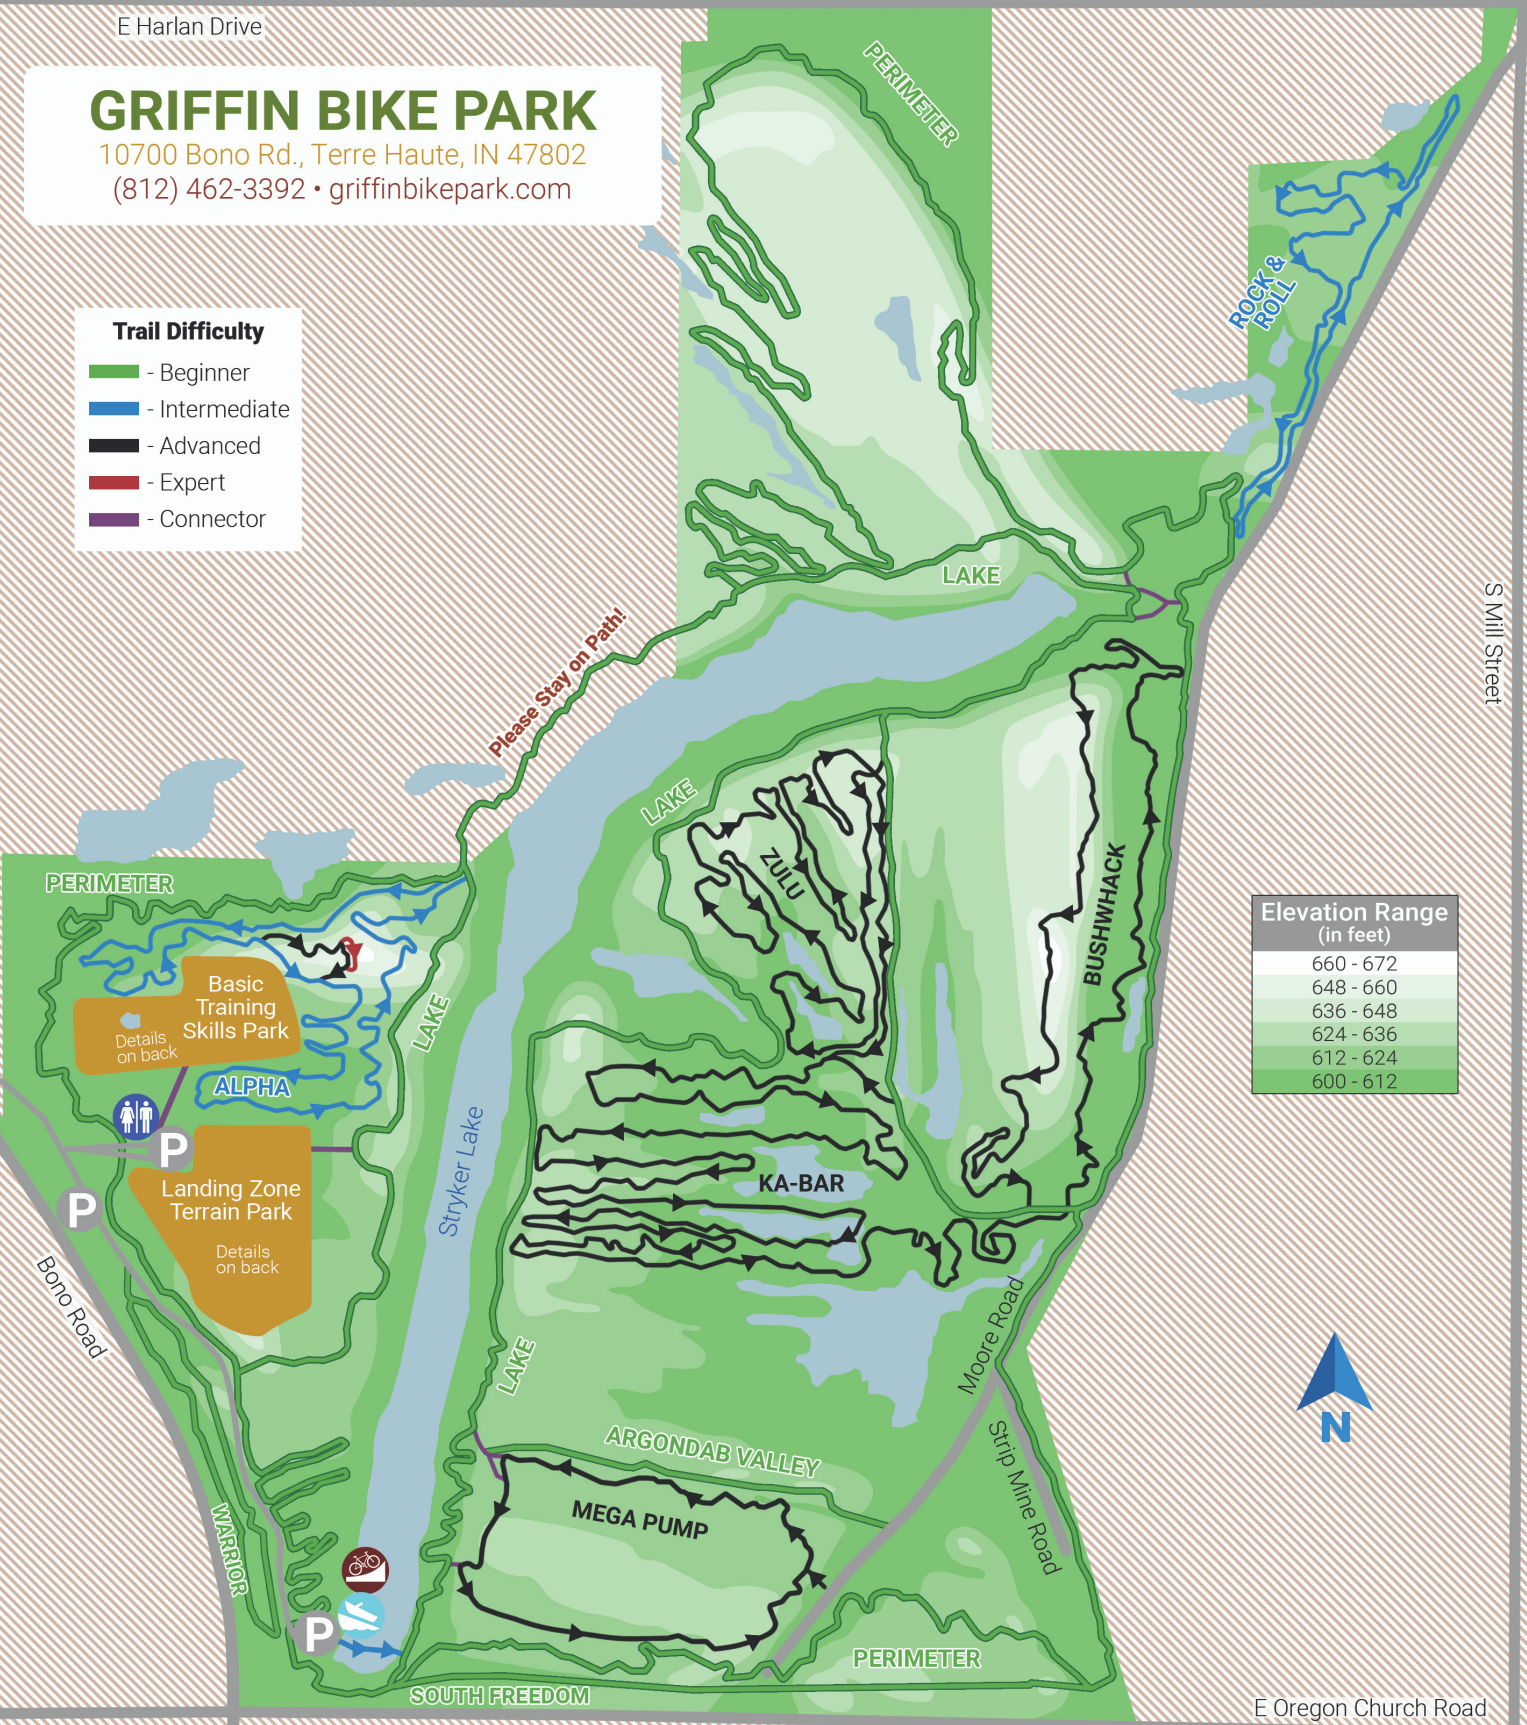 E Harlan Drive
GRIFFIN BIKE PARK
10700 Bono Rd., Terre Haute, IN 47802
(812) 462-3392 • griffinbikepark.com
PERIMETER
Trail Difficulty
- Beginner
- Intermediate
- Advanced
- Expert
- Connector
ROCK &
ROLL
LAKE
S Mill Street
Please Stay on Path!
LAKE
ZULU
BUSHWHACK
PERIMETER
Elevation Range
(in feet)
660 - 672
648 - 660
636 - 648
624 - 636
612 - 624
600 - 612
Basic
Training
Skills Park
Details
on back
LAKE
ALPHA
P
P
Landing Zone
Terrain Park
Details
on back
Stryker Lake
KA-BAR
Bono Road
Moore Road
LAKE
N
ARGONDAB VALLEY
MEGA PUMP
Strip Mine Road
WARRIOR
P
PERIMETER
SOUTH FREEDOM
E Oregon Church Road